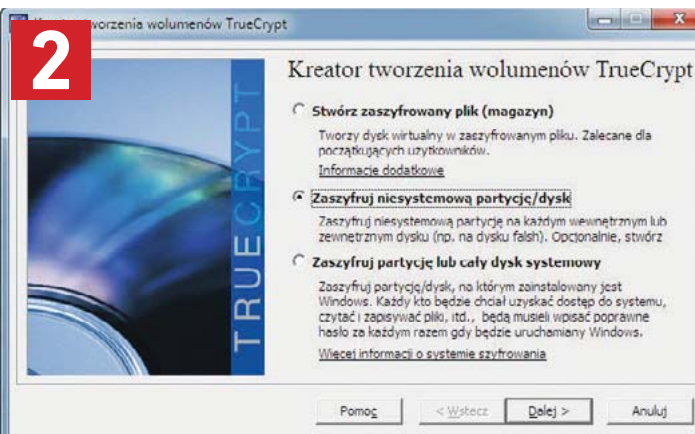 2
worzenia wolumenów TrueCrypt
Kreator tworzenia wolumenów TrueCrypt
Stwórz zaszyfrowany plik (magazyn)
Tworzy dysk wirtualny w zaszyfrowanym pliku. Zalecane dla
początkujących użytkowników.
Informacje dodatkowe
Zaszyfruj niesystemową partycję/dysk
Zaszyfruj niesystemową partycję na każdym wewnętrznym lub
zewnętrznym dysku (np. na dysku falsh). Opcjonalnie, stwórz
Zaszyfruj partycję lub cały dysk systemowy
Zaszyfruj partycję/dysk, na którym zainstalowany jest
Windows. Każdy kto będzie chciał uzyskać dostęp do systemu,
czytać i zapisywać pliki, itd., będą musieli wpisać poprawne
hasło za każdym razem gdy będzie uruchamiany Windows.
Więcej informacji o systemie szyfrowania
TRUECRYPT
Pomoc
< Wstecz
Dalej >
Anuluj